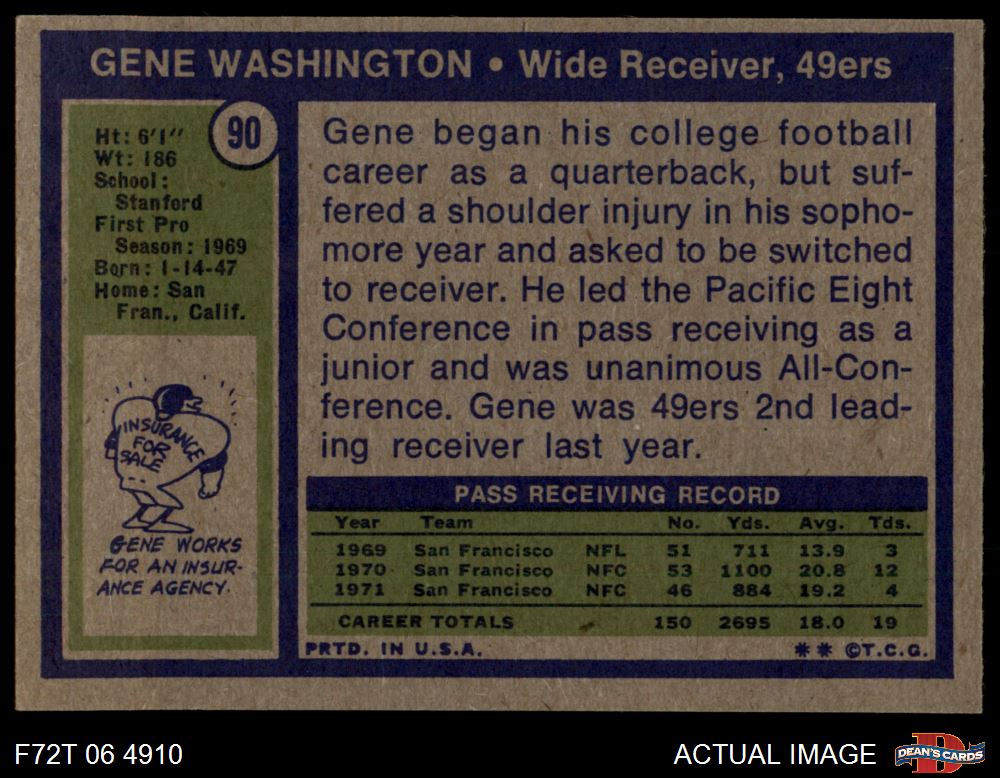 GENE WASHINGTON • Wide Receiver, 49ers
90
Ht: 6'1"
Wt: 186
School:
Stanford
First Pro
Season: 1969
Born: 1-14-47
Home: San
Fran., Calif.
INSURANCE
FOR
SALE
GENE WORKS
FOR AN INSUR-
ANCE AGENCY.
Gene began his college football
career as a quarterback, but suf-
fered a shoulder injury in his sopho-
more year and asked to be switched
to receiver. He led the Pacific Eight
Conference in pass receiving as a
junior and was unanimous All-Con-
ference. Gene was 49ers 2nd lead-
ing receiver last year.
PASS RECEIVING RECORD
Year Team No. Yds. Avg. Tds.
1969 San Francisco NFL 51 711 13.9 3
1970 San Francisco NFC 53 1100 20.8 12
1971 San Francisco NFC 46 884 19.2 4
CAREER TOTALS 150 2695 18.0 19
PRTD. IN U.S.A. ** ©T.C.G.
F72T 06 4910 ACTUAL IMAGE DEAN'S CARDS